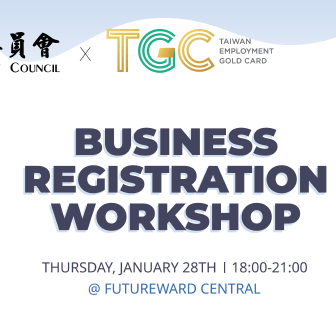 員會
COUNCIL
X
TGC
TAIWAN
EMPLOYMENT
GOLD CARD
BUSINESS
REGISTRATION
WORKSHOP
THURSDAY, JANUARY 28TH | 18:00-21:00
@ FUTUREWARD CENTRAL